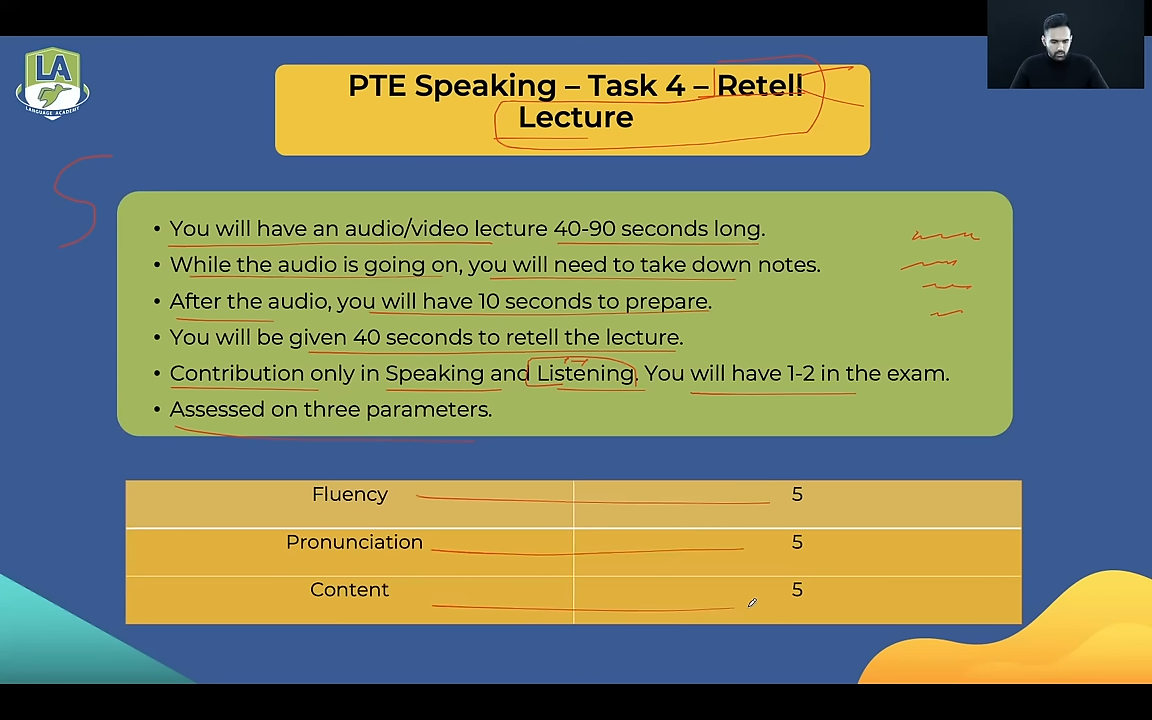 LA
LANGUAGE ACADEMY
PTE Speaking – Task 4 – Retell
Lecture
S
• You will have an audio/video lecture 40-90 seconds long.
• While the audio is going on, you will need to take down notes.
• After the audio, you will have 10 seconds to prepare.
• You will be given 40 seconds to retell the lecture.
• Contribution only in Speaking and Listening. You will have 1-2 in the exam.
• Assessed on three parameters.
Fluency 5
Pronunciation 5
Content 5